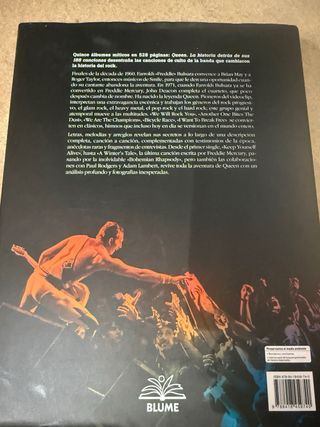 Quince álbumes míticos en 528 páginas: Queen. La historia detrás de sus
188 canciones desentraña las canciones de culto de la banda que cambiaron
la historia del rock.
Finales de la década de 1960. Farrokh «Freddie» Bulsara convence a Brian May y a
Roger Taylor, entonces músicos de Smile, para que le den una oportunidad cuando
su cantante abandona la aventura. En 1971, cuando Bulsara ya se ha
convertido en Freddie Mercury, John Deacon completa el cuarteto, que poco
después cambia de nombre. Ha nacido la leyenda Queen. Pioneros del videoclip,
interpretan una extravagancia escénica y trabajan los géneros del rock progresi-
vo, el glam rock, el heavy metal, el pop rock y el hard rock; este grupo genial y
atemporal mueve a las multitudes. «We Will Rock You», «Another One Bites The
Dust», «We Are The Champions», «Bicycle Race», «I Want To Break Free» se convier-
ten en clásicos, himnos que incluso hoy en día se versionan en el mundo entero.
Letras, melodías y arreglos revelan sus secretos a lo largo de una descripción
completa, canción a canción, complementadas con testimonios de la época,
anécdotas raras y fragmentos de entrevistas. Desde el primer single, «Keep Yourself
Alive», hasta «A Winter's Tale», la última canción escrita por Freddie Mercury, pa-
sando por la inolvidable «Bohemian Rhapsody», pero también las colaboracio-
nes con Paul Rodgers y Adam Lambert, revive toda la aventura de Queen con un
análisis profundo y fotografías inesperadas.
BLUME